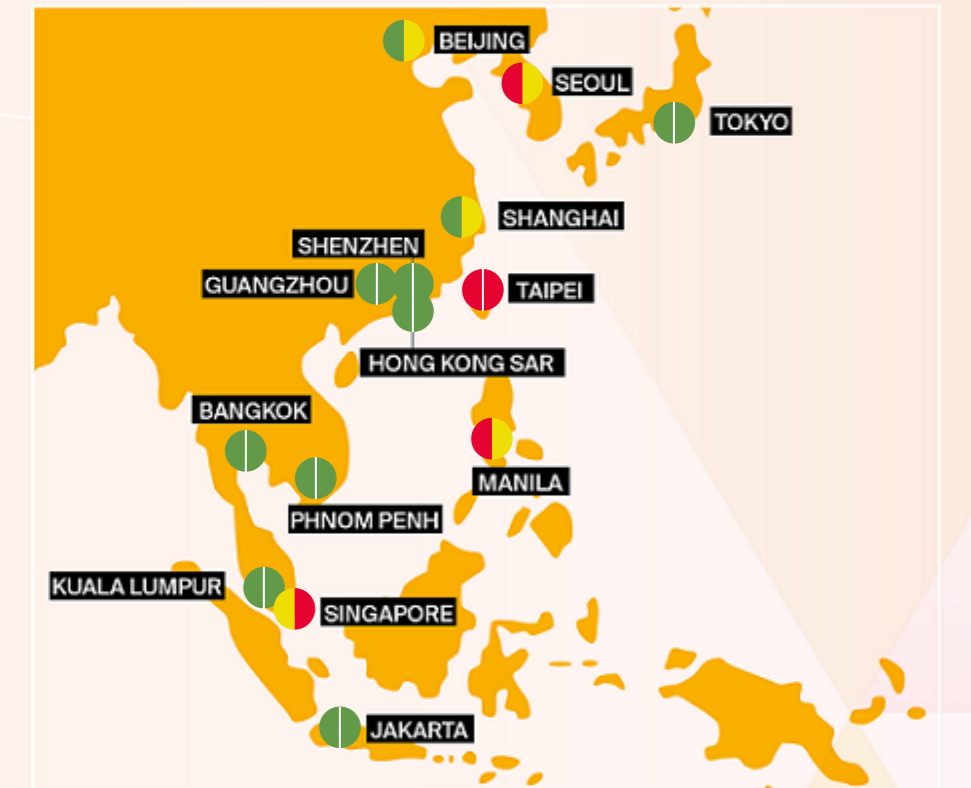 BEIJING
SEOUL
TOKYO
SHANGHAI
SHENZHEN
GUANGZHOU
TAIPEI
HONG KONG SAR
BANGKOK
MANILA
PHNOM PENH
KUALA LUMPUR
SINGAPORE
JAKARTA